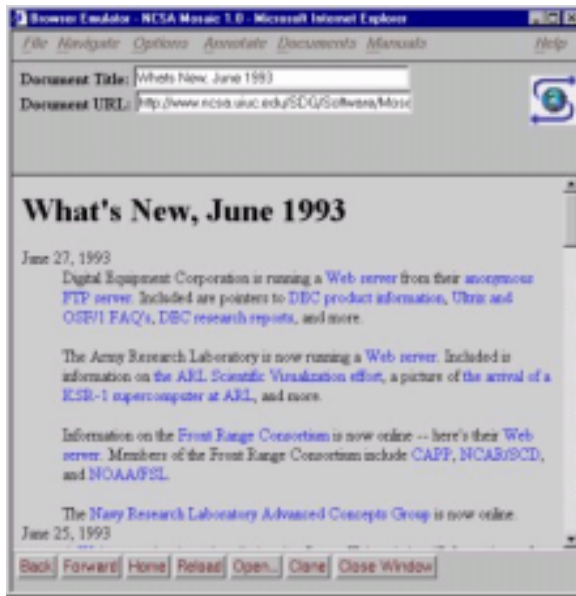 Browser Emulator - NCSA Mosaic 1.0 - Microsoft Internet Explorer
File Navigate Options Annotate Documents Manuals Help
Document Title: Whats New, June 1993
Document URL: http://www.ncsa.uiuc.edu/SDG/Software/Mosa
What's New, June 1993
June 27, 1993
Digital Equipment Corporation is running a Web server from their anonymous
FTP server. Included are pointers to DEC product information, Ultrix and
OSF/1 FAQ's, DEC research reports, and more.
The Army Research Laboratory is now running a Web server. Included is
information on the ARL Scientific Visualization effort, a picture of the arrival of a
KSR-1 supercomputer at ARL, and more.
Information on the Front Range Consortium is now online -- here's their Web
server. Members of the Front Range Consortium include CAPP, NCAR/SCD,
and NOAA/FSL.
The Navy Research Laboratory Advanced Concepts Group is now online.
June 25, 1993
Back Forward Home Reload Open... Clone Close Window